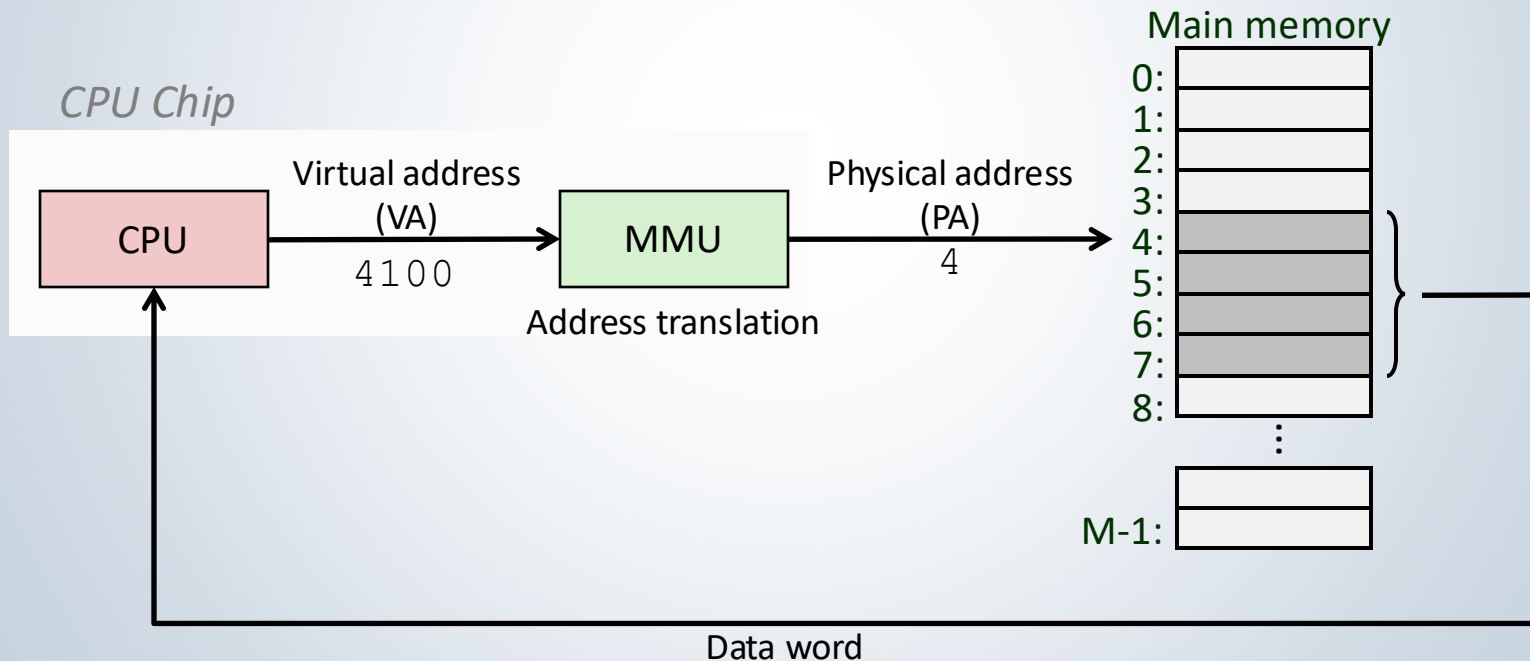 Main memory
CPU Chip
0:
1:
2:
3:
4:
5:
6:
7:
8:
⋮
M-1:
Virtual address
(VA)
4100
CPU
MMU
Address translation
Physical address
(PA)
4
Data word